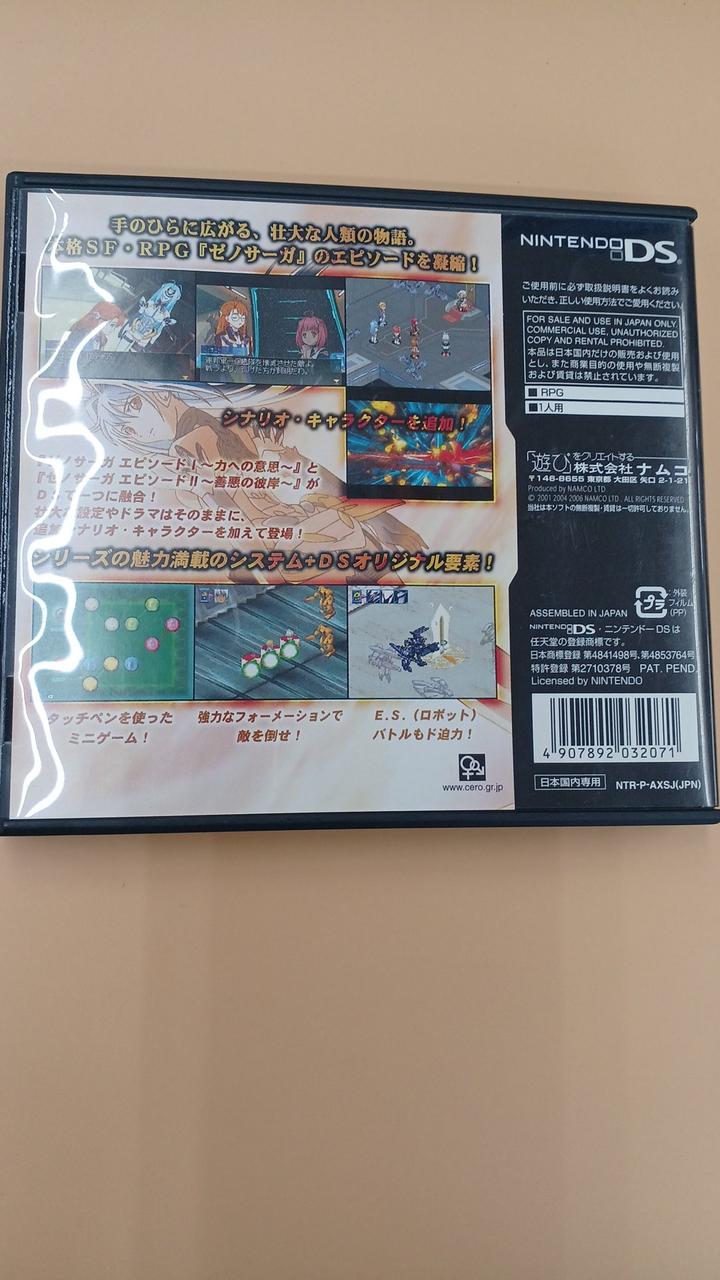 手のひらに広がる、壮大な人類の物語。
本格SF・RPG『ゼノサーガ』のエピソードを凝縮！
シナリオ・キャラクターを追加！
『ゼノサーガ エピソードI～力への意思～』と
『ゼノサーガ エピソードII～善悪の彼岸～』が
DSで一つに融合！
壮大な設定やドラマはそのままに、
追加シナリオ・キャラクターを加えて登場！
シリーズの魅力満載のシステム+DSオリジナル要素！
タッチペンを使った
ミニゲーム！
強力なフォーメーションで
敵を倒せ！
E.S.（ロボット）
バトルもド迫力！
www.cero.gr.jp
NINTENDO DS
ご使用前に必ず取扱説明書をよくお読み
いただき、正しい使用方法でご愛用ください。
FOR SALE AND USE IN JAPAN ONLY.
COMMERCIAL USE, UNAUTHORIZED
COPY AND RENTAL PROHIBITED.
本品は日本国内だけの販売および使用
とし、また商業目的の使用や無断複製
および賃貸は禁止されています。
RPG
1人用
「遊び」をクリエイトする
株式会社ナムコ
〒146-8655 東京都 大田区 矢口 2-1-21
Produced by NAMCO LTD.
© 2001 2004 2006 NAMCO LTD., ALL RIGHTS RESERVED.
当社は本ソフトの無断複製・賃貸は一切許可しておりません。
プラ
外装
フィルム
(PP)
ASSEMBLED IN JAPAN
NINTENDO DS・ニンテンドーDSは
任天堂の登録商標です。
日本商標登録 第4841498号、第4853764号
特許登録 第2710378号 PAT. PEND.
Licensed by NINTENDO
4 907892 032071
日本国内専用
NTR-P-AXSJ(JPN)